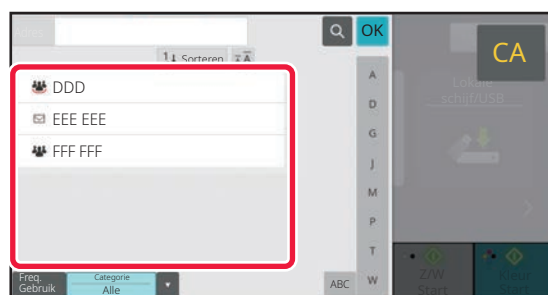 Adres
OK
CA
1 Sorteren A
DDD
EEE EEE
FFF FFF
A
D
G
J
M
P
T
W
Lokale
schijf/USB
Freq.
Gebruik
Categorie
Alle
ABC
Z/W
Start
Kleur
Start